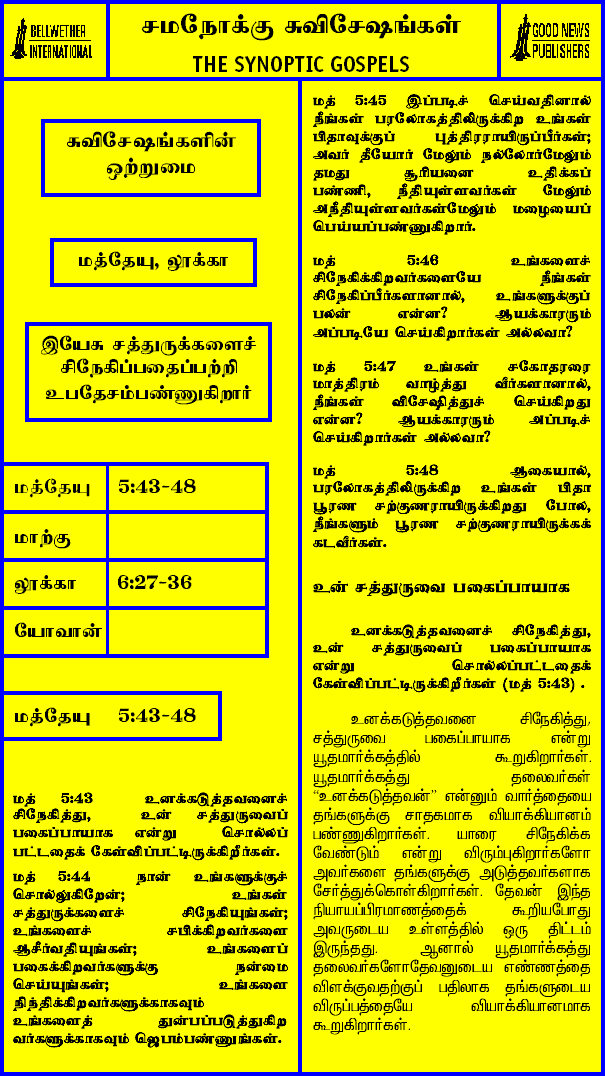 BELLWETHER
INTERNATIONAL
சமநோக்கு சுவிசேஷங்கள்
THE SYNOPTIC GOSPELS
GOOD NEWS
PUBLISHERS
சுவிசேஷங்களின்
ஒற்றுமை
மத்தேயு, லூக்கா
இயேசு சத்துருக்களைச்
சிநேகிப்பதைப்பற்றி
உபதேசம்பண்ணுகிறார்
மத்தேயு 5:43-48
மாற்கு
லூக்கா 6:27-36
யோவான்
மத்தேயு 5:43-48
மத் 5:43 உனக்கடுத்தவனைச்
சிநேகித்து, உன் சத்துருவைப்
பகைப்பாயாக என்று சொல்லப்
பட்டதைக் கேள்விப்பட்டிருக்கிறீர்கள்.
மத் 5:44 நான் உங்களுக்குச்
சொல்லுகிறேன்; உங்கள்
சத்துருக்களைச் சிநேகியுங்கள்;
உங்களைச் சபிக்கிறவர்களை
ஆசீர்வதியுங்கள்; உங்களைப்
பகைக்கிறவர்களுக்கு நன்மை
செய்யுங்கள்; உங்களை
நிந்திக்கிறவர்களுக்காகவும்
உங்களைத் துன்பப்படுத்துகிற
வர்களுக்காகவும் ஜெபம்பண்ணுங்கள்.
மத் 5:45 இப்படிச் செய்வதினால்
நீங்கள் பரலோகத்திலிருக்கிற உங்கள்
பிதாவுக்குப் புத்திரராயிருப்பீர்கள்;
அவர் தீயோர் மேலும் நல்லோர்மேலும்
தமது சூரியனை உதிக்கப்
பண்ணி, நீதியுள்ளவர்கள் மேலும்
அநீதியுள்ளவர்கள்மேலும் மழையைப்
பெய்யப்பண்ணுகிறார்.
மத் 5:46 உங்களைச்
சிநேகிக்கிறவர்களையே நீங்கள்
சிநேகிப்பீர்களானால், உங்களுக்குப்
பலன் என்ன? ஆயக்காரரும்
அப்படியே செய்கிறார்கள் அல்லவா?
மத் 5:47 உங்கள் சகோதரரை
மாத்திரம் வாழ்த்து வீர்களானால்,
நீங்கள் விசேஷித்துச் செய்கிறது
என்ன? ஆயக்காரரும் அப்படிச்
செய்கிறார்கள் அல்லவா?
மத் 5:48 ஆகையால்,
பரலோகத்திலிருக்கிற உங்கள் பிதா
பூரண சற்குணராயிருக்கிறது போல,
நீங்களும் பூரண சற்குணராயிருக்கக்
கடவீர்கள்.
உன் சத்துருவை பகைப்பாயாக
உனக்கடுத்தவனைச் சிநேகித்து,
உன் சத்துருவைப் பகைப்பாயாக
என்று சொல்லப்பட்டதைக்
கேள்விப்பட்டிருக்கிறீர்கள் (மத் 5:43) .
உனக்கடுத்தவனை சிநேகித்து,
சத்துருவை பகைப்பாயாக என்று
யூதமார்க்கத்தில் கூறுகிறார்கள்.
யூதமார்க்கத்து தலைவர்கள்
“உனக்கடுத்தவன்” என்னும் வார்த்தையை
தங்களுக்கு சாதகமாக வியாக்கியானம்
பண்ணுகிறார்கள். யாரை சிநேகிக்க
வேண்டும் என்று விரும்புகிறார்களோ
அவர்களை தங்களுக்கு அடுத்தவர்களாக
சேர்த்துக்கொள்கிறார்கள். தேவன் இந்த
நியாயப்பிரமாணத்தைக் கூறியபோது
அவருடைய உள்ளத்தில் ஒரு திட்டம்
இருந்தது. ஆனால் யூதமார்க்கத்து
தலைவர்களோதேவனுடைய எண்ணத்தை
விளக்குவதற்குப் பதிலாக தங்களுடைய
விருப்பத்தையே வியாக்கியானமாக
கூறுகிறார்கள்.